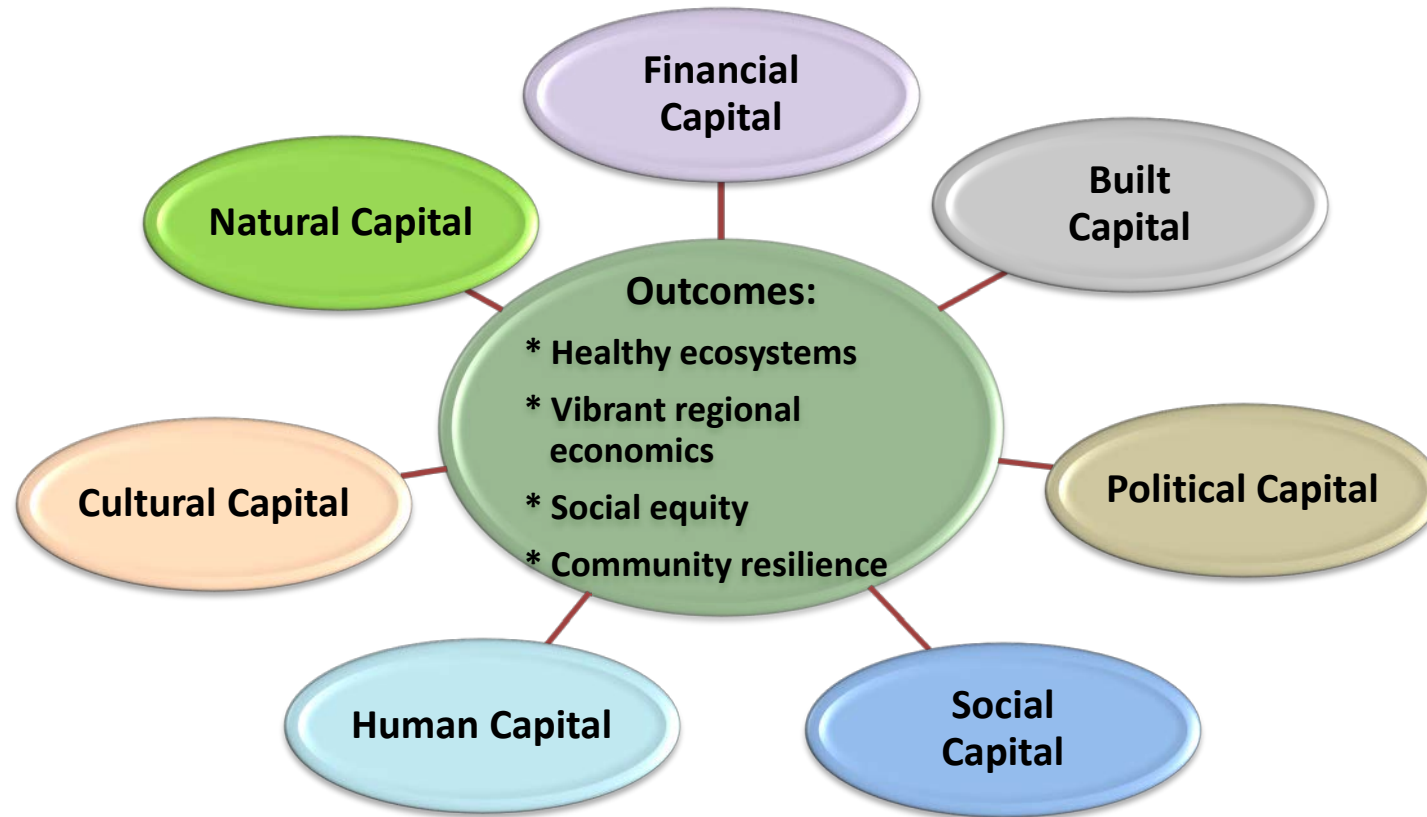 Financial
Capital
Built
Capital
Natural Capital
Outcomes:
* Healthy ecosystems
* Vibrant regional
economics
* Social equity
* Community resilience
Cultural Capital
Political Capital
Human Capital
Social
Capital